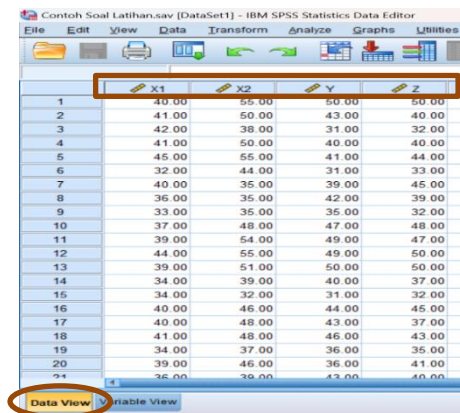 Contoh Soal Latihan.sav [DataSet1] - IBM SPSS Statistics Data Editor
File Edit View Data Transform Analyze Graphs Utilities
X1 X2 Y Z
1 40.00 55.00 50.00 50.00
2 41.00 50.00 43.00 40.00
3 42.00 38.00 31.00 32.00
4 41.00 50.00 40.00 40.00
5 45.00 55.00 41.00 44.00
6 32.00 44.00 31.00 33.00
7 40.00 35.00 39.00 45.00
8 36.00 35.00 42.00 39.00
9 33.00 35.00 35.00 32.00
10 37.00 48.00 47.00 48.00
11 39.00 54.00 49.00 47.00
12 44.00 55.00 49.00 50.00
13 39.00 51.00 50.00 50.00
14 34.00 39.00 40.00 37.00
15 34.00 32.00 31.00 32.00
16 40.00 46.00 44.00 45.00
17 40.00 48.00 43.00 37.00
18 41.00 48.00 46.00 43.00
19 34.00 37.00 36.00 35.00
20 39.00 46.00 36.00 41.00
21 36.00 39.00 43.00 40.00
Data View Variable View